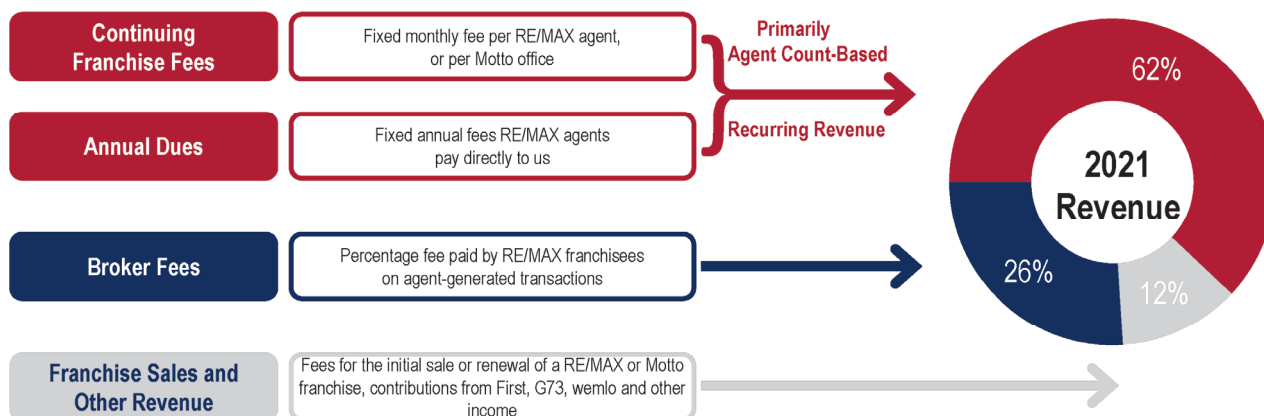 Continuing
Franchise Fees
Fixed monthly fee per RE/MAX agent,
or per Motto office
Primarily
Agent Count-Based
Annual Dues
Fixed annual fees RE/MAX agents
pay directly to us
Recurring Revenue
Broker Fees
Percentage fee paid by RE/MAX franchisees
on agent-generated transactions
Franchise Sales and
Other Revenue
Fees for the initial sale or renewal of a RE/MAX or Motto
franchise, contributions from First, G73, wemlo and other
income
62%
2021
Revenue
26%
12%